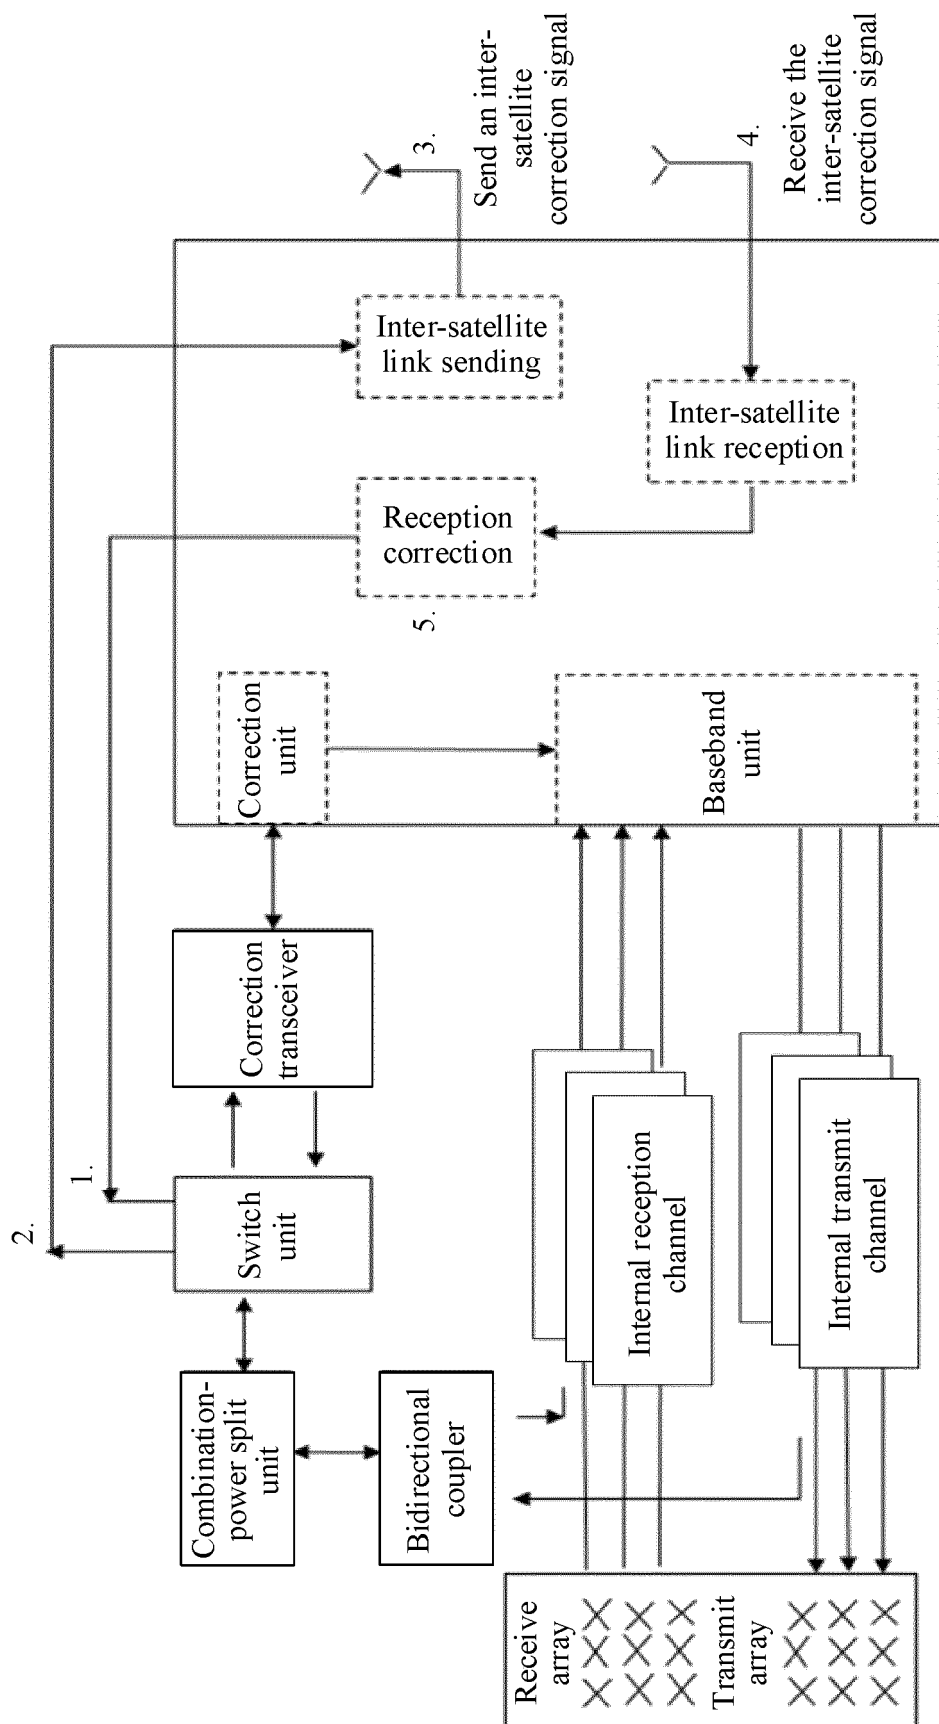 Receive
array
Transmit
array
Combination-
power split
unit
Bidirectional
coupler
Switch
unit
Correction
transceiver
Internal reception
channel
Internal transmit
channel
Correction
unit
Baseband
unit
Reception
correction
Inter-satellite
link sending
Inter-satellite
link reception
1.
2.
3.
Send an inter-
satellite
correction signal
4.
Receive the
inter-satellite
correction signal
5.